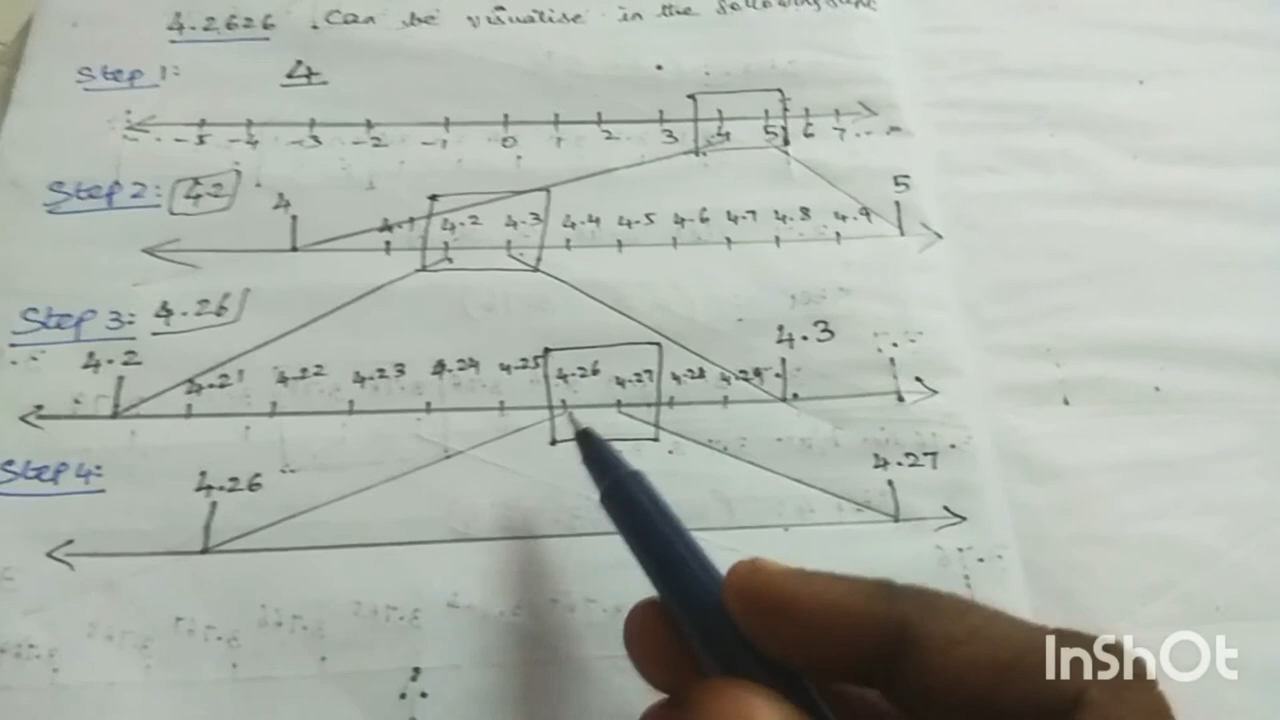 4.2626 . Can be visualise in the following
Step 1: 4
-5 -4 -3 -2 -1 0 1 2 3 4 5 6 7
Step 2: 4.2
4 4.1 4.2 4.3 4.4 4.5 4.6 4.7 4.8 4.9 5
Step 3: 4.26
4.2 4.21 4.22 4.23 4.24 4.25 4.26 4.27 4.28 4.29 4.3
Step 4:
4.26 4.27
InShOt